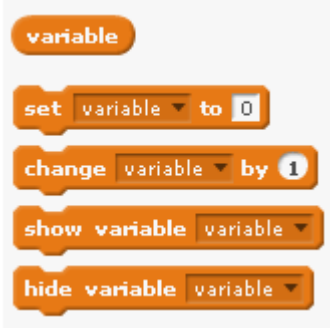 variable
set variable to 0
change variable by 1
show variable variable
hide variable variable